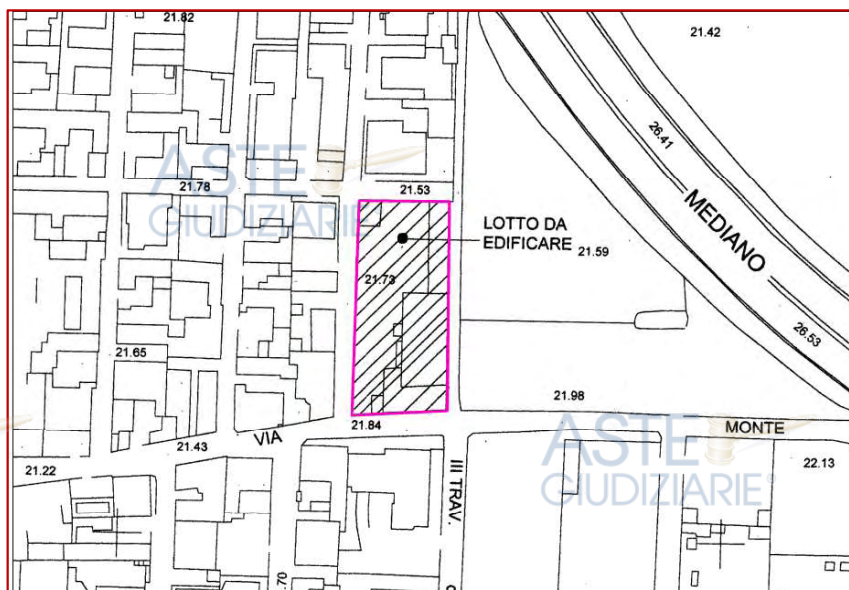 21.82
21.42
26.41
ASTE
GIUDIZIARIE
21.78
21.53
MEDIANO
LOTTO DA
EDIFICARE
21.59
21.73
26.53
21.65
21.98
21.84
VIA
MONTE
21.43
ASTE
GIUDIZIARIE®
III TRAV.
21.22
22.13